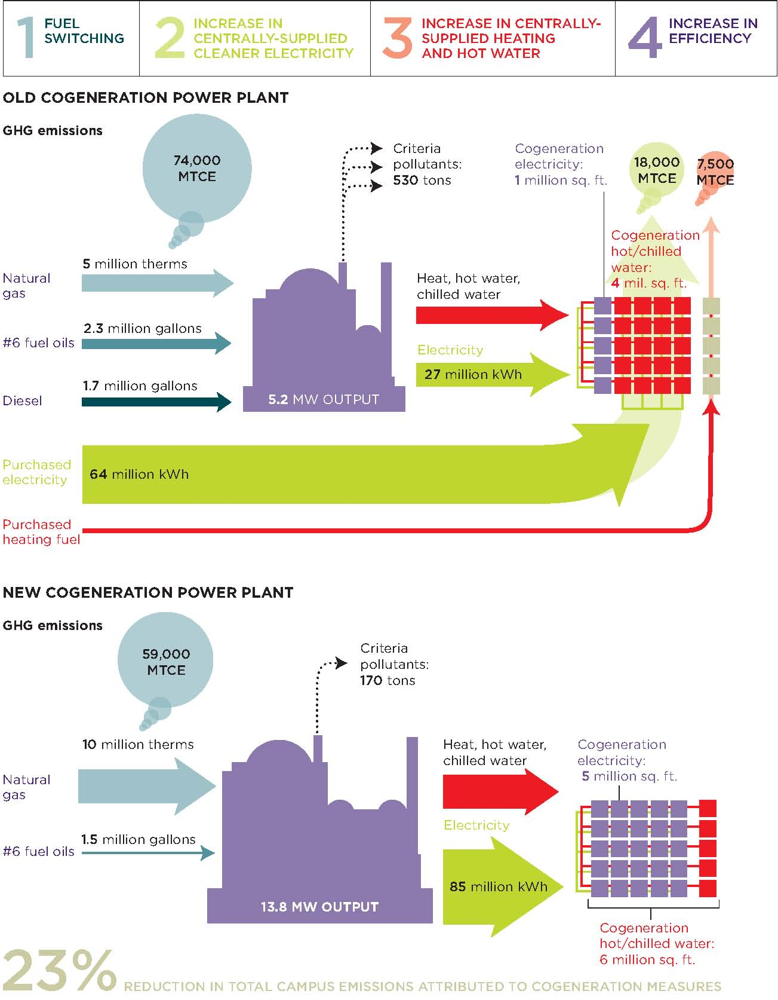 1 FUEL
SWITCHING
2 INCREASE IN
CENTRALLY-SUPPLIED
CLEANER ELECTRICITY
3 INCREASE IN CENTRALLY-
SUPPLIED HEATING
AND HOT WATER
4 INCREASE IN
EFFICIENCY
OLD COGENERATION POWER PLANT
GHG emissions
74,000
MTCE
Criteria
pollutants:
530 tons
Cogeneration
electricity:
1 million sq. ft.
18,000
MTCE
7,500
MTCE
Cogeneration
hot/chilled
water:
4 mil. sq. ft.
Natural
gas
5 million therms
#6 fuel oils
2.3 million gallons
Diesel
1.7 million gallons
5.2 MW OUTPUT
Heat, hot water,
chilled water
Electricity
27 million kWh
Purchased
electricity
64 million kWh
Purchased
heating fuel
NEW COGENERATION POWER PLANT
GHG emissions
59,000
MTCE
Criteria
pollutants:
170 tons
Natural
gas
10 million therms
#6 fuel oils
1.5 million gallons
13.8 MW OUTPUT
Heat, hot water,
chilled water
Electricity
85 million kWh
Cogeneration
electricity:
5 million sq. ft.
Cogeneration
hot/chilled water:
6 million sq. ft.
23% REDUCTION IN TOTAL CAMPUS EMISSIONS ATTRIBUTED TO COGENERATION MEASURES